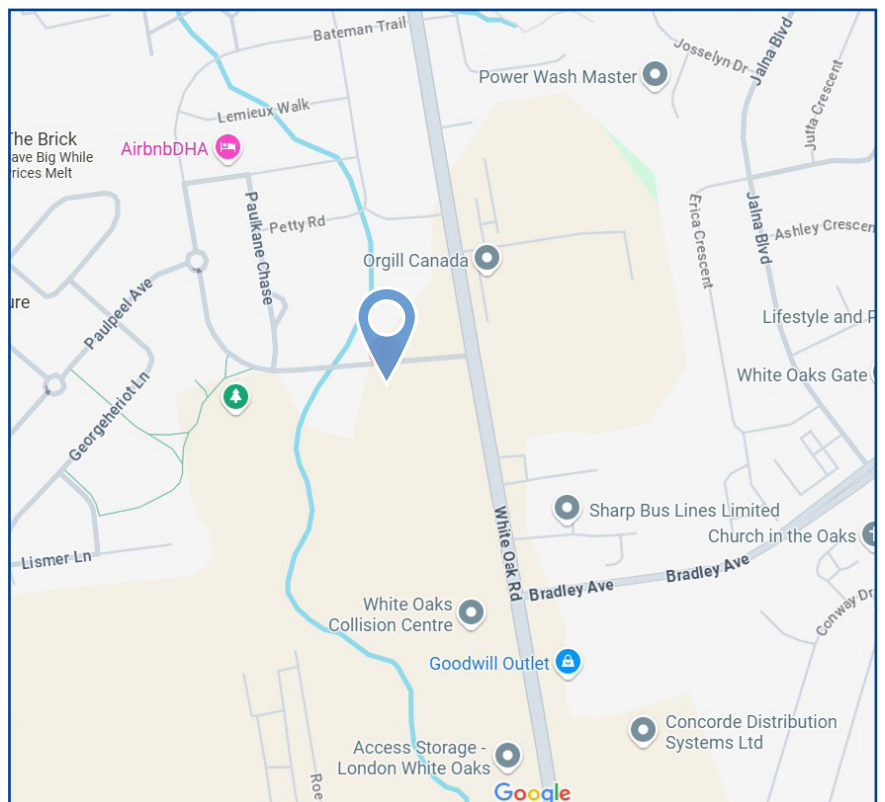 Bateman Trail
Josselyn Dr
Jalna Blvd
Power Wash Master
Jutta Crescent
Lemieux Walk
The Brick
ave Big While
rices Melt
AirbnbDHA
Paulkane Chase
Petty Rd
Erica Crescent
Jalna Blvd
Ashley Crescen
Orgill Canada
Paulpeel Ave
ure
Lifestyle and P
White Oaks Gate
Georgeheriot Ln
White Oak Rd
Sharp Bus Lines Limited
Church in the Oaks
Lismer Ln
Bradley Ave
Bradley Ave
White Oaks
Collision Centre
Conway Dr
Goodwill Outlet
Concorde Distribution
Systems Ltd
Access Storage -
London White Oaks
Roe
Google